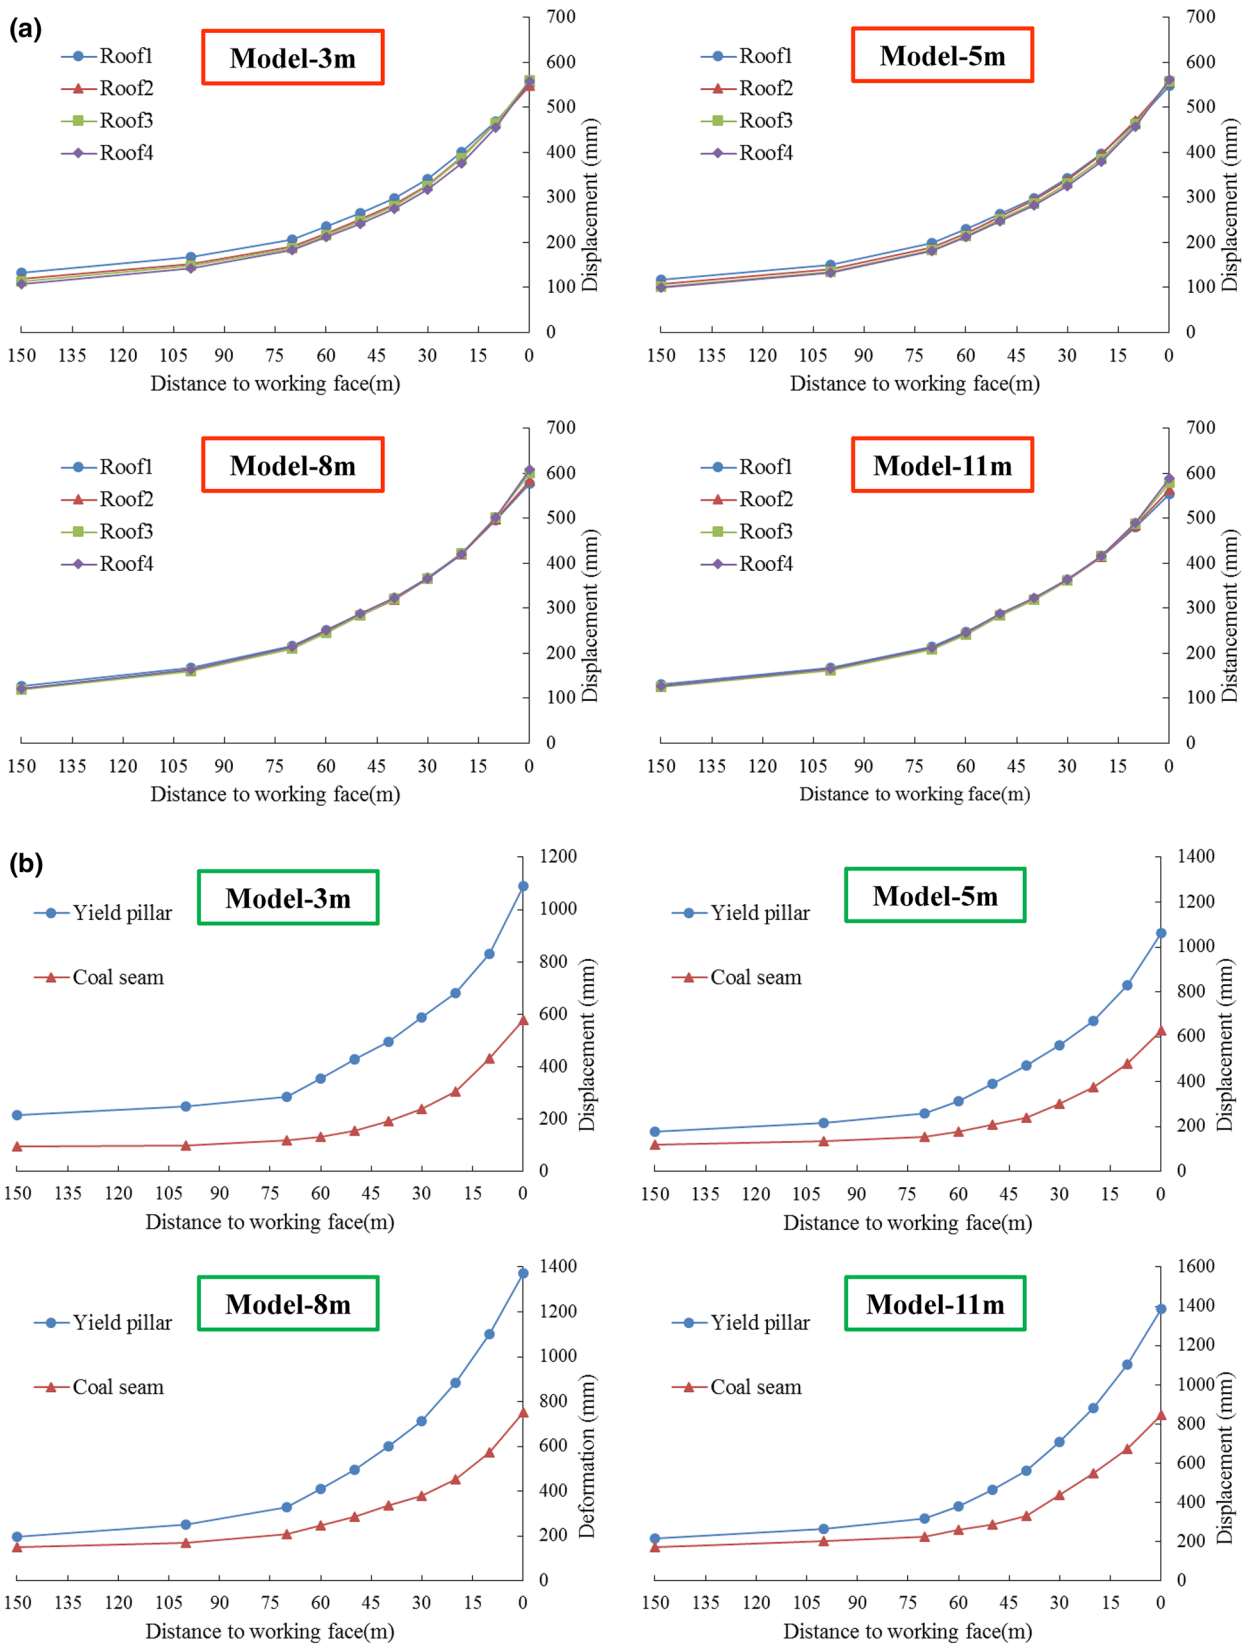 (a)
Model-3m
Roof1
Roof2
Roof3
Roof4
700
600
500
400
300
200
100
0
Displacement (mm)
150 135 120 105 90 75 60 45 30 15 0
Distance to working face(m)
Model-5m
Roof1
Roof2
Roof3
Roof4
700
600
500
400
300
200
100
0
Displacement (mm)
150 135 120 105 90 75 60 45 30 15 0
Distance to working face(m)
Model-8m
Roof1
Roof2
Roof3
Roof4
700
600
500
400
300
200
100
0
Displacement (mm)
150 135 120 105 90 75 60 45 30 15 0
Distance to working face(m)
Model-11m
Roof1
Roof2
Roof3
Roof4
700
600
500
400
300
200
100
0
Distancement (mm)
150 135 120 105 90 75 60 45 30 15 0
Distance to working face(m)
(b)
Model-3m
Yield pillar
Coal seam
1200
1000
800
600
400
200
0
Displacement (mm)
150 135 120 105 90 75 60 45 30 15 0
Distance to working face(m)
Model-5m
Yield pillar
Coal seam
1400
1200
1000
800
600
400
200
0
Displacement (mm)
150 135 120 105 90 75 60 45 30 15 0
Distance to working face(m)
Model-8m
Yield pillar
Coal seam
1400
1200
1000
800
600
400
200
0
Deformation (mm)
150 135 120 105 90 75 60 45 30 15 0
Distance to working face(m)
Model-11m
Yield pillar
Coal seam
1600
1400
1200
1000
800
600
400
200
0
Displacement (mm)
150 135 120 105 90 75 60 45 30 15 0
Distance to working face(m)